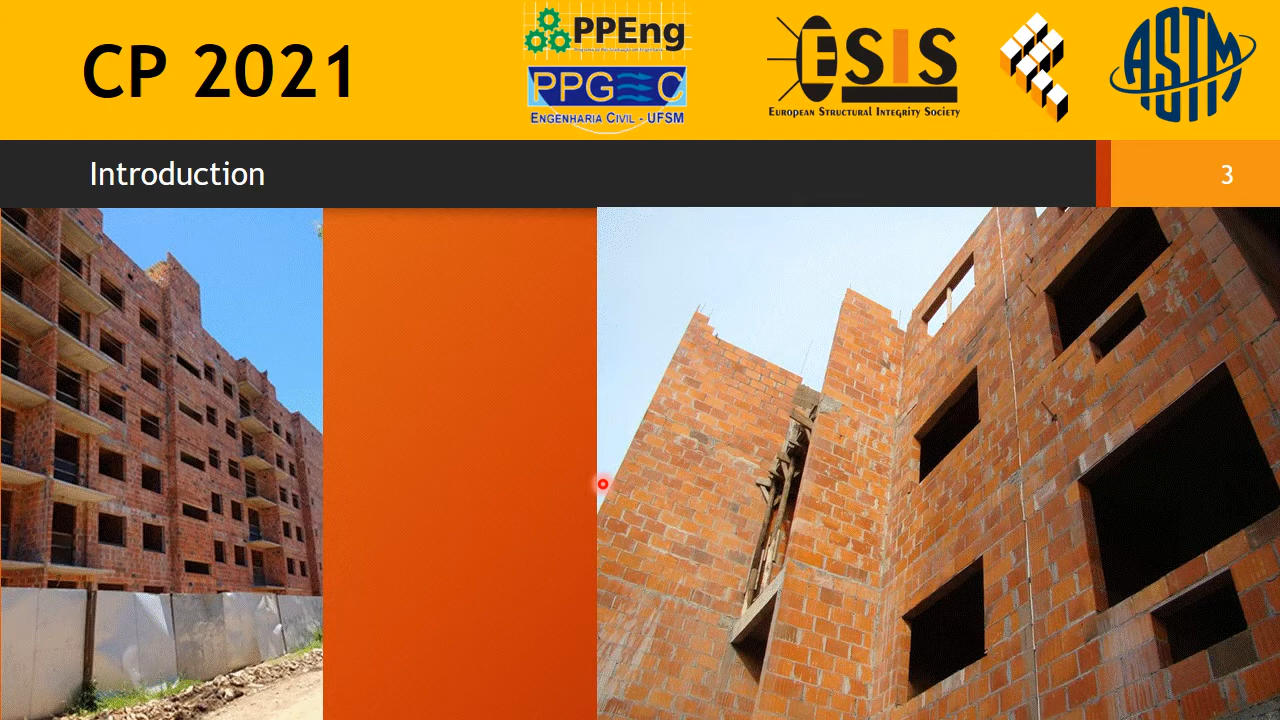 CP 2021
PPEng
PPGEC
ENGENHARIA CIVIL - UFSM
ESIS
EUROPEAN STRUCTURAL INTEGRITY SOCIETY
ASTM
Introduction
3